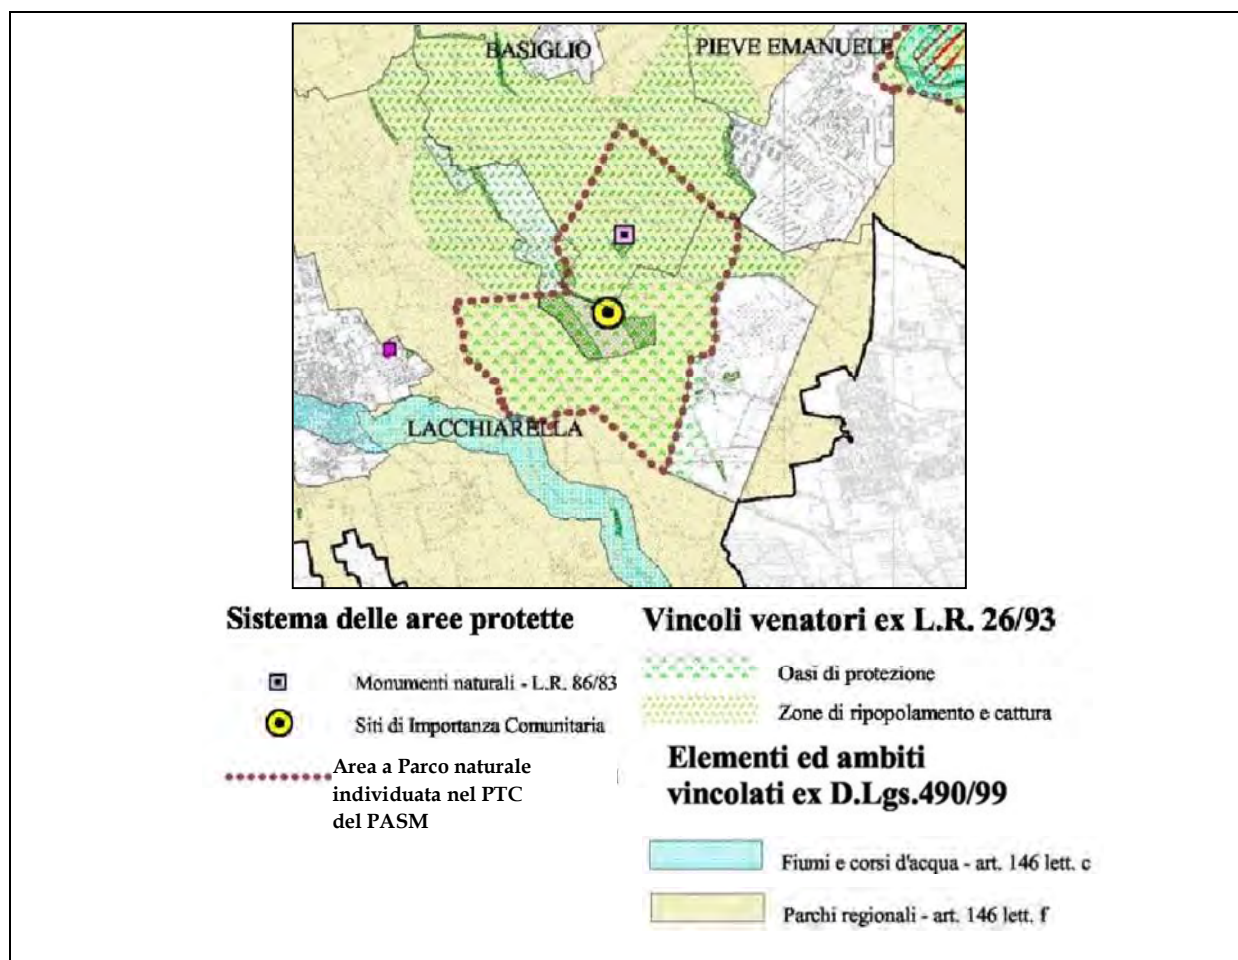 BASIGLIO
PIEVE EMANUELE
LACCHIARELLA
Sistema delle aree protette
Monumenti naturali - L.R. 86/83
Siti di Importanza Comunitaria
Area a Parco naturale
individuata nel PTC
del PASM
Vincoli venatori ex L.R. 26/93
Oasi di protezione
Zone di ripopolamento e cattura
Elementi ed ambiti
vincolati ex D.Lgs.490/99
Fiumi e corsi d'acqua - art. 146 lett. c
Parchi regionali - art. 146 lett. f